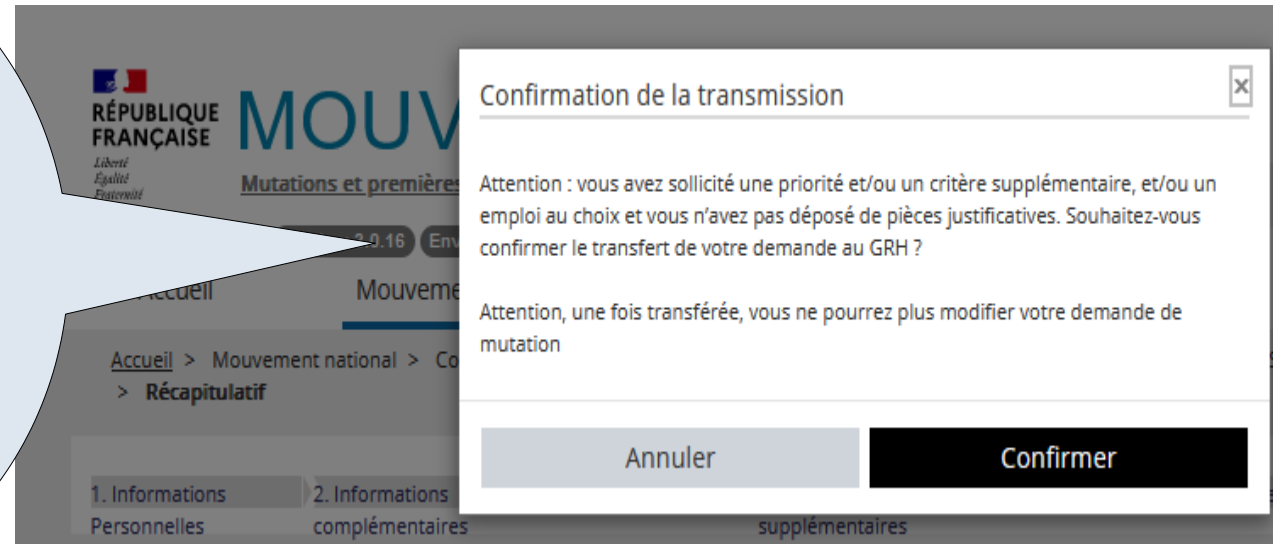 RÉPUBLIQUE
FRANÇAISE
Liberté
Égalité
Fraternité
MOUV
Mutations et premières
3.0.16
Env
Accueil
Mouveme
Accueil > Mouvement national > Co
> Récapitulatif
1. Informations
Personnelles
2. Informations
complémentaires
supplémentaires
Confirmation de la transmission
x
Attention : vous avez sollicité une priorité et/ou un critère supplémentaire, et/ou un
emploi au choix et vous n’avez pas déposé de pièces justificatives. Souhaitez-vous
confirmer le transfert de votre demande au GRH ?
Attention, une fois transférée, vous ne pourrez plus modifier votre demande de
mutation
Annuler
Confirmer